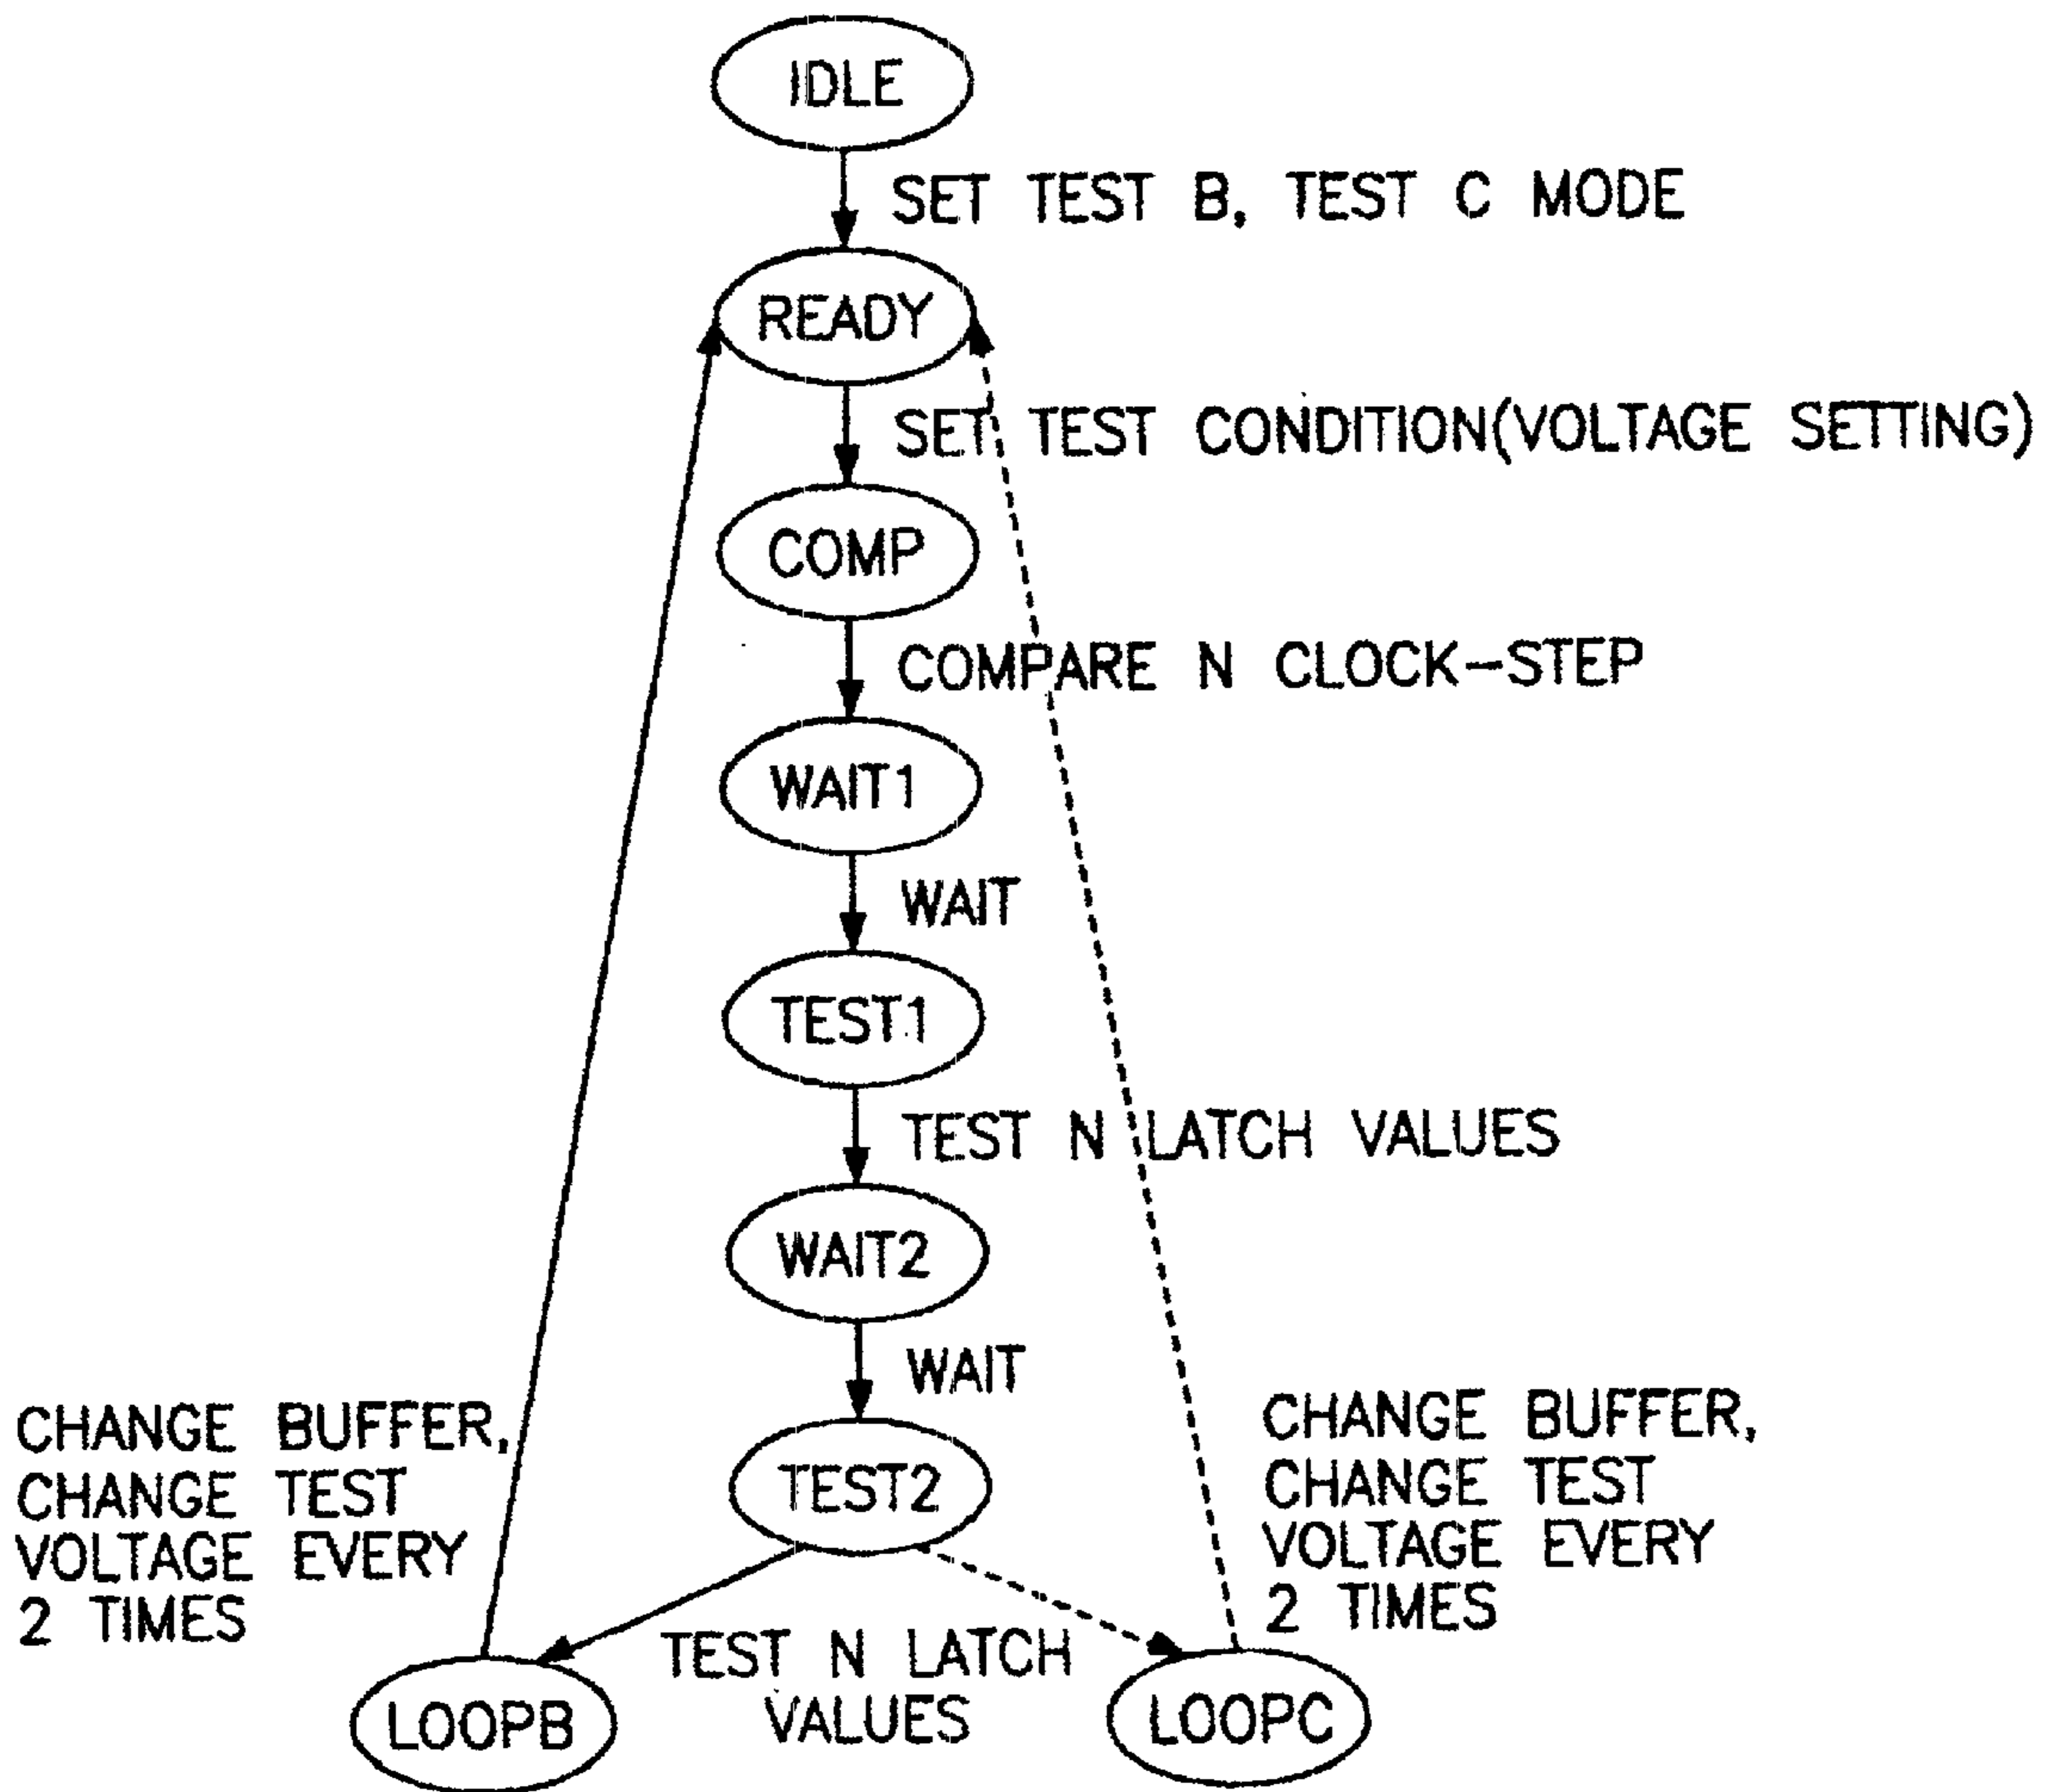 IDLE
SET TEST B, TEST C MODE
READY
SET TEST CONDITION(VOLTAGE SETTING)
COMP
COMPARE N CLOCK-STEP
WAIT1
WAIT
TEST1
TEST N LATCH VALUES
WAIT2
WAIT
CHANGE BUFFER,
CHANGE TEST
VOLTAGE EVERY
2 TIMES
TEST2
CHANGE BUFFER,
CHANGE TEST
VOLTAGE EVERY
2 TIMES
TEST N LATCH
VALUES
LOOPB
LOOPC